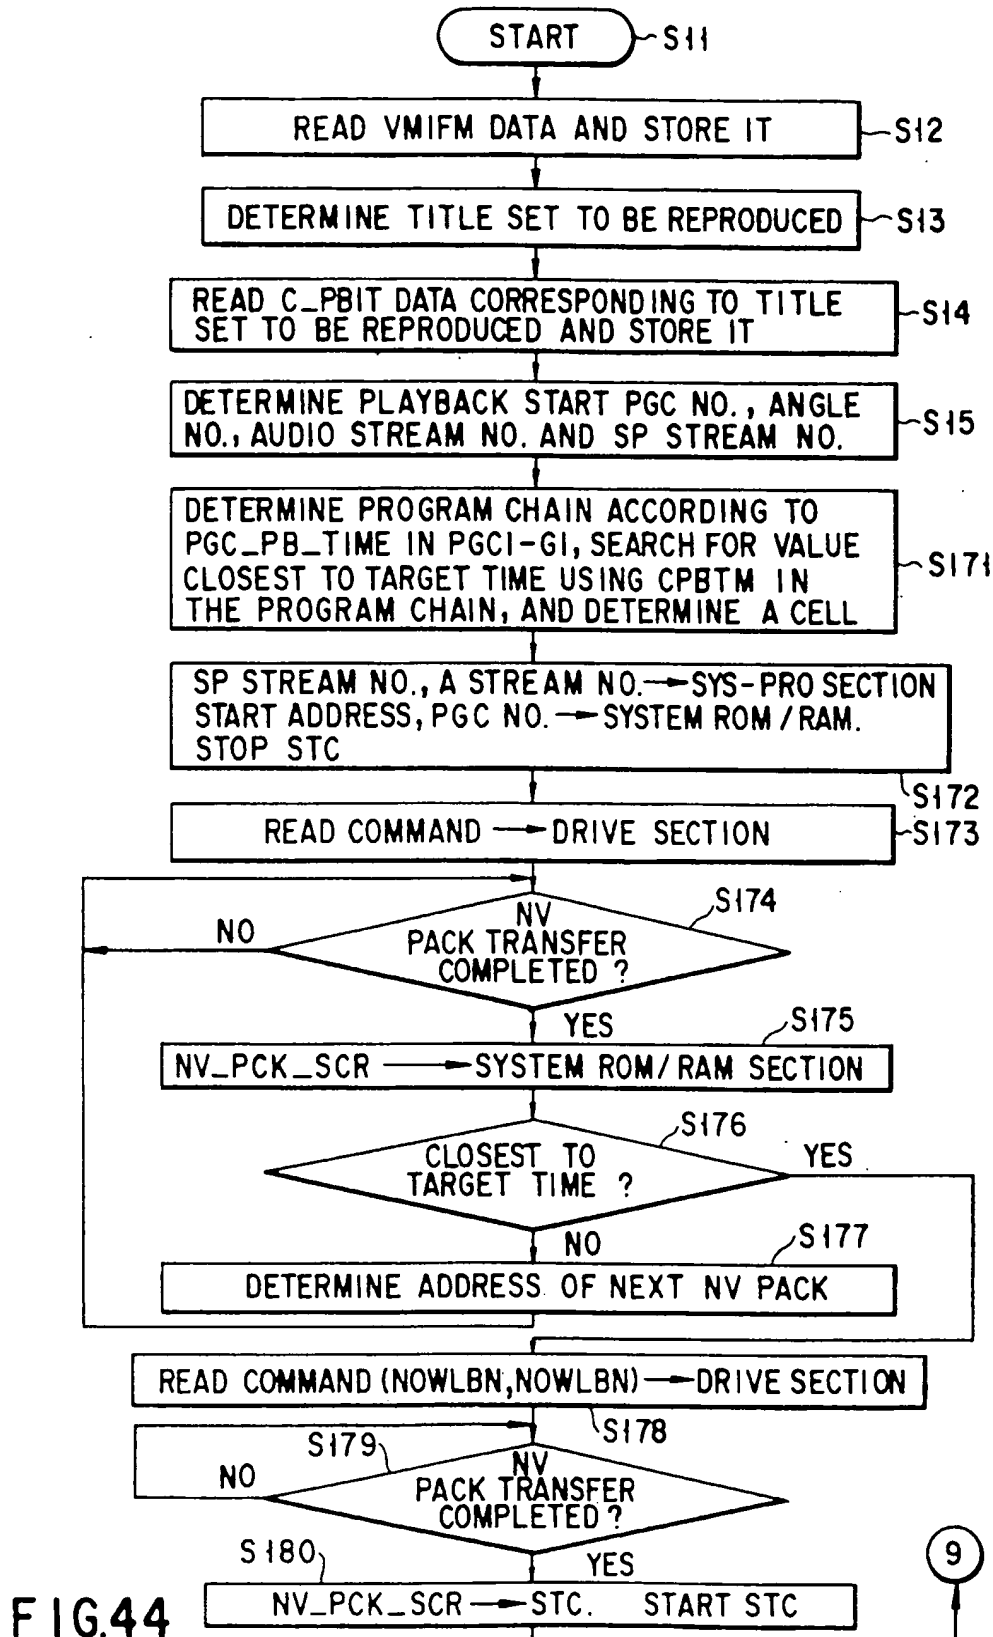 START
S11
READ VMIFM DATA AND STORE IT
S12
DETERMINE TITLE SET TO BE REPRODUCED
S13
READ C_PBIT DATA CORRESPONDING TO TITLE
SET TO BE REPRODUCED AND STORE IT
S14
DETERMINE PLAYBACK START PGC NO., ANGLE
NO., AUDIO STREAM NO. AND SP STREAM NO.
S15
DETERMINE PROGRAM CHAIN ACCORDING TO
PGC_PB_TIME IN PGCI-GI, SEARCH FOR VALUE
CLOSEST TO TARGET TIME USING CPBTM IN
THE PROGRAM CHAIN, AND DETERMINE A CELL
S171
SP STREAM NO., A STREAM NO. → SYS-PRO SECTION
START ADDRESS, PGC NO. → SYSTEM ROM / RAM.
STOP STC
S172
READ COMMAND → DRIVE SECTION
S173
NV
PACK TRANSFER
COMPLETED ?
S174
NO
YES
S175
NV_PCK_SCR → SYSTEM ROM / RAM SECTION
S176
CLOSEST TO
TARGET TIME ?
YES
NO
S177
DETERMINE ADDRESS OF NEXT NV PACK
READ COMMAND (NOWLBN,NOWLBN) → DRIVE SECTION
S178
S179
NV
PACK TRANSFER
COMPLETED ?
NO
YES
S180
NV_PCK_SCR → STC. START STC
9
FIG.44